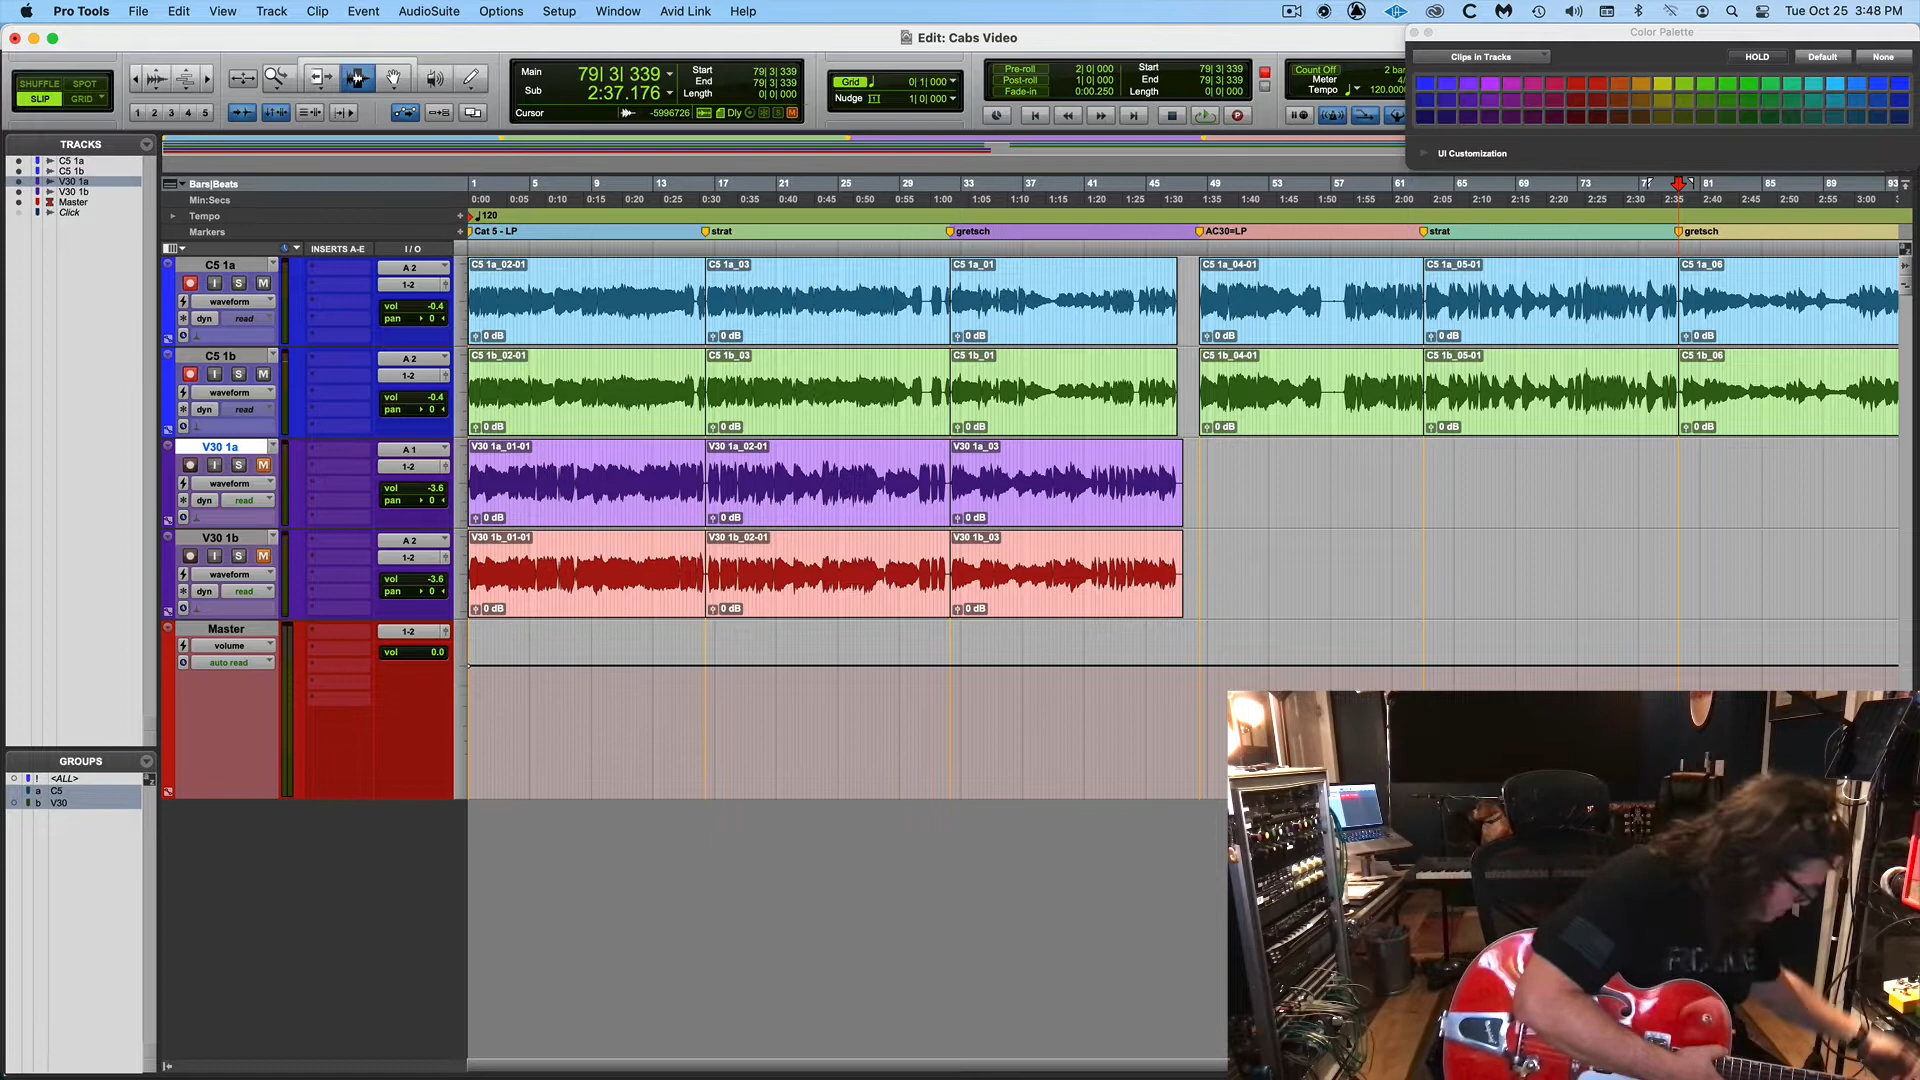 Pro Tools File Edit View Track Clip Event AudioSuite Options Setup Window Avid Link Help Tue Oct 25 3:48 PM
Edit: Cabs Video
Color Palette
SHUFFLE SPOT
SLIP GRID
1 2 3 4 5
Main 79| 3| 339
Sub 2:37.176
Start 79| 3| 339
End 79| 3| 339
Length 0| 0| 000
Cursor -5996726 Dly
Grid 0| 1| 000
Nudge 1| 0| 000
Pre-roll 2| 0| 000
Post-roll 1| 0| 000
Fade-in 0:00.250
Start 79| 3| 339
End 79| 3| 339
Length 0| 0| 000
Count Off 2 bar
Meter 4/
Tempo 120.0000
Clips in Tracks HOLD Default None
UI Customization
TRACKS
C5 1a
C5 1b
V30 1a
V30 1b
Master
Click
Bars|Beats 1 5 9 13 17 21 25 29 33 37 41 45 49 53 57 61 65 69 73 81 85 89 93
Min:Secs 0:00 0:05 0:10 0:15 0:20 0:25 0:30 0:35 0:40 0:45 0:50 0:55 1:00 1:05 1:10 1:15 1:20 1:25 1:30 1:35 1:40 1:45 1:50 1:55 2:00 2:05 2:10 2:15 2:20 2:25 2:30 2:40 2:45 2:50 2:55 3:00
Tempo 120
Markers Cat 5 - LP strat gretsch AC30=LP strat gretsch
INSERTS A-E I / O
C5 1a
I S M
waveform
dyn read
A 2
1-2
vol -0.4
pan 0
C5 1a_02-01 C5 1a_03 C5 1a_01 C5 1a_04-01 C5 1a_05-01 C5 1a_06
0 dB 0 dB 0 dB 0 dB 0 dB 0 dB
C5 1b
I S M
waveform
dyn read
A 2
1-2
vol -0.4
pan 0
C5 1b_02-01 C5 1b_03 C5 1b_01 C5 1b_04-01 C5 1b_05-01 C5 1b_06
0 dB 0 dB 0 dB 0 dB 0 dB 0 dB
V30 1a
I S M
waveform
dyn read
A 1
1-2
vol -3.6
pan 0
V30 1a_01-01 V30 1a_02-01 V30 1a_03
0 dB 0 dB 0 dB
V30 1b
I S M
waveform
dyn read
A 2
1-2
vol -3.6
pan 0
V30 1b_01-01 V30 1b_02-01 V30 1b_03
0 dB 0 dB 0 dB
Master
volume
auto read
1-2
vol 0.0
GROUPS
! <ALL>
a C5
b V30